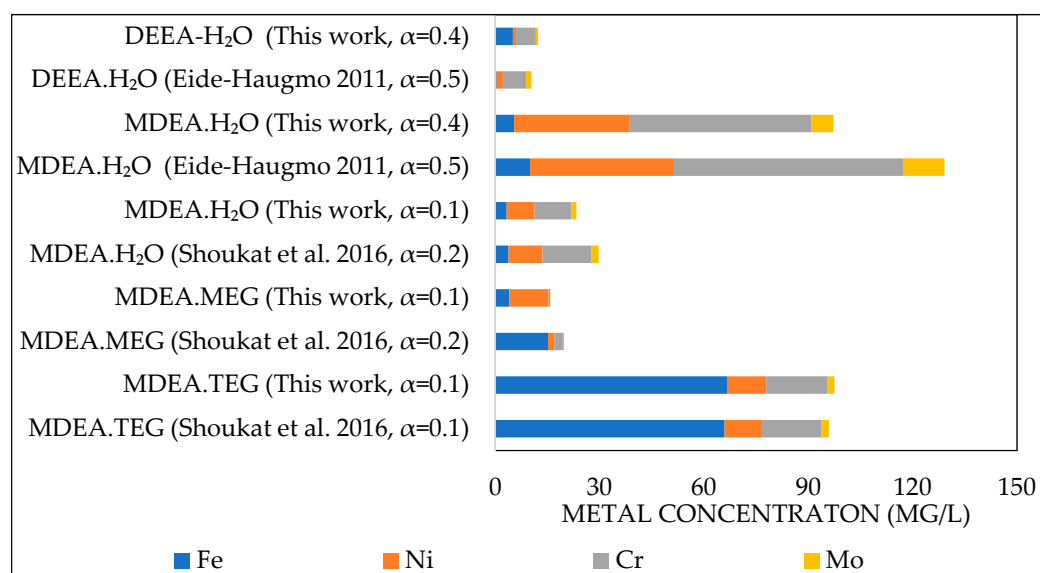 DEEA-H₂O (This work, α=0.4)
DEEA.H₂O (Eide-Haugmo 2011, α=0.5)
MDEA.H₂O (This work, α=0.4)
MDEA.H₂O (Eide-Haugmo 2011, α=0.5)
MDEA.H₂O (This work, α=0.1)
MDEA.H₂O (Shoukat et al. 2016, α=0.2)
MDEA.MEG (This work, α=0.1)
MDEA.MEG (Shoukat et al. 2016, α=0.2)
MDEA.TEG (This work, α=0.1)
MDEA.TEG (Shoukat et al. 2016, α=0.1)
0 30 60 90 120 150
METAL CONCENTRATON (MG/L)
Fe Ni Cr Mo